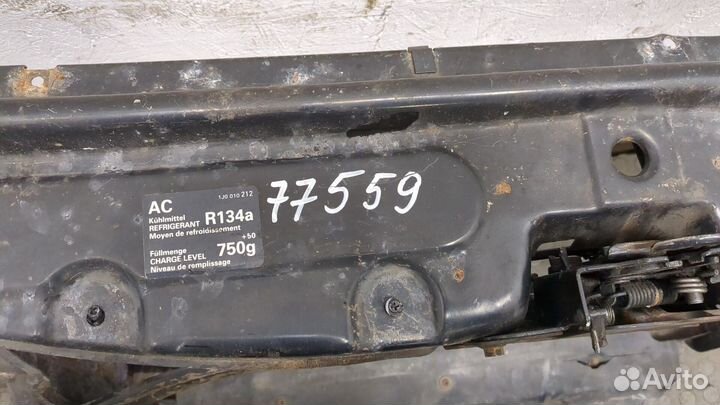 1J0 010 212
AC
Kühlmittel
REFRIGERANT R134a
Moyen de refroidissement
+50
Füllmenge
CHARGE LEVEL 750g
Niveau de remplissage
77559
Avito